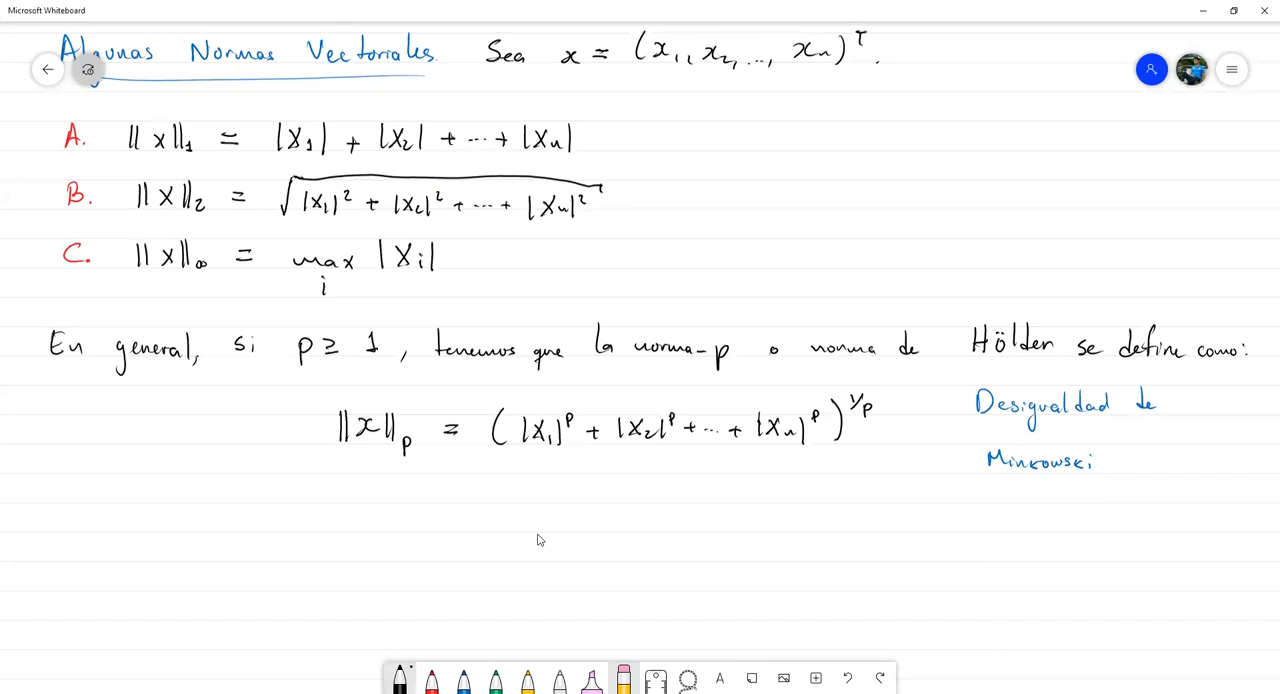 Microsoft Whiteboard
Algunas Normas Vectoriales. Sea x = (x₁, x₂, ..., xₙ)ᵀ.
A. ||x||₁ = |x₁| + |x₂| + ... + |xₙ|
B. ||x||₂ = √(|x₁|² + |x₂|² + ... + |xₙ|²)
C. ||x||∞ = max |xᵢ|
i
En general, si p ≥ 1, tenemos que la norma-p o norma de Hölder se define como:
||x||ₚ = (|x₁|ᵖ + |x₂|ᵖ + ... + |xₙ|ᵖ)^1/p
Desigualdad de
Minkowski
A